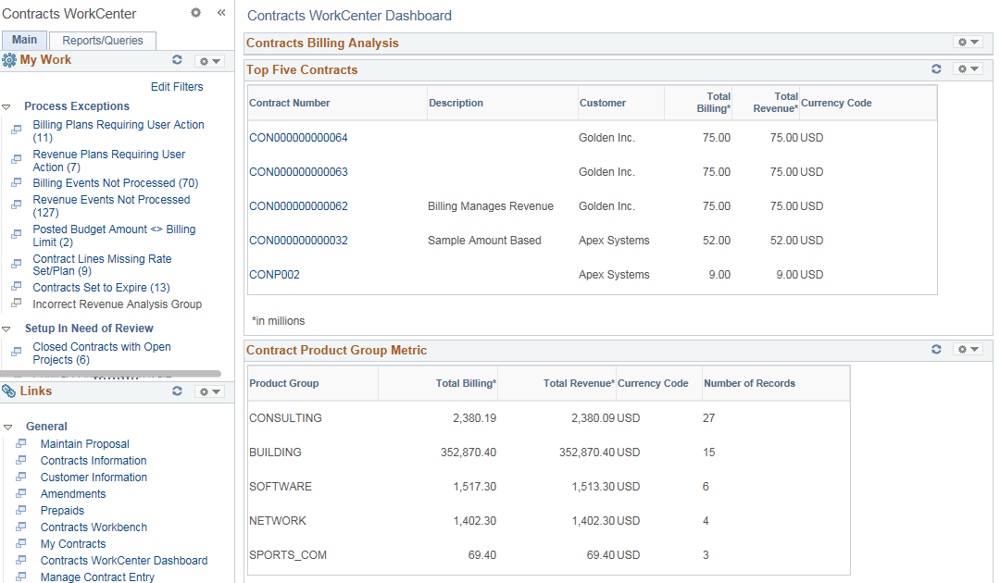 Contracts WorkCenter
Main
Reports/Queries
My Work
Edit Filters
Process Exceptions
Billing Plans Requiring User Action
(11)
Revenue Plans Requiring User
Action (7)
Billing Events Not Processed (70)
Revenue Events Not Processed
(127)
Posted Budget Amount <> Billing
Limit (2)
Contract Lines Missing Rate
Set/Plan (9)
Contracts Set to Expire (13)
Incorrect Revenue Analysis Group
Setup In Need of Review
Closed Contracts with Open
Projects (6)
Links
General
Maintain Proposal
Contracts Information
Customer Information
Amendments
Prepaids
Contracts Workbench
My Contracts
Contracts WorkCenter Dashboard
Manage Contract Entry
Contracts WorkCenter Dashboard
Contracts Billing Analysis
Top Five Contracts
Contract Number Description Customer Total Billing* Total Revenue* Currency Code
CON000000000064 Golden Inc. 75.00 75.00 USD
CON000000000063 Golden Inc. 75.00 75.00 USD
CON000000000062 Billing Manages Revenue Golden Inc. 75.00 75.00 USD
CON000000000032 Sample Amount Based Apex Systems 52.00 52.00 USD
CONP002 Apex Systems 9.00 9.00 USD
*in millions
Contract Product Group Metric
Product Group Total Billing* Total Revenue* Currency Code Number of Records
CONSULTING 2,380.19 2,380.09 USD 27
BUILDING 352,870.40 352,870.40 USD 15
SOFTWARE 1,517.30 1,513.30 USD 6
NETWORK 1,402.30 1,402.30 USD 4
SPORTS_COM 69.40 69.40 USD 3